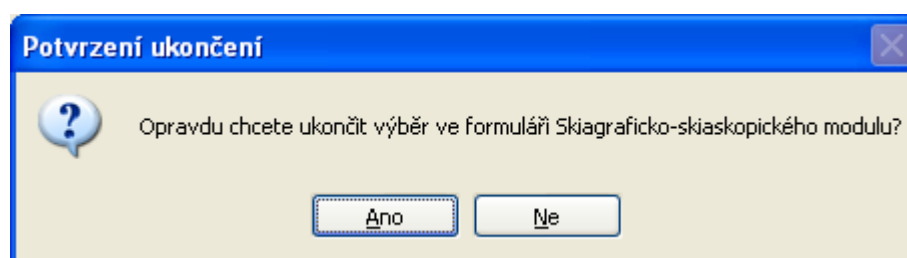 Potvrzení ukončení
Opravdu chcete ukončit výběr ve formuláři Skiagraficko-skiaskopického modulu?
Ano
Ne